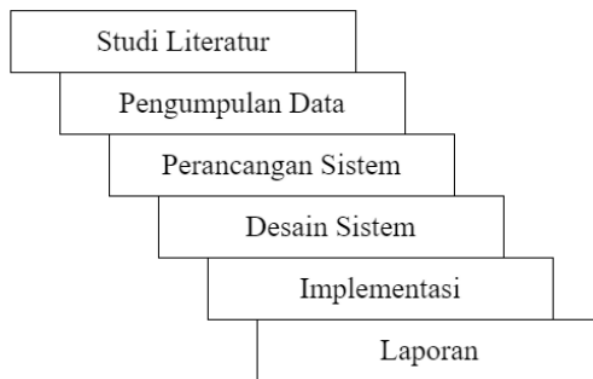 Studi Literatur
Pengumpulan Data
Perancangan Sistem
Desain Sistem
Implementasi
Laporan